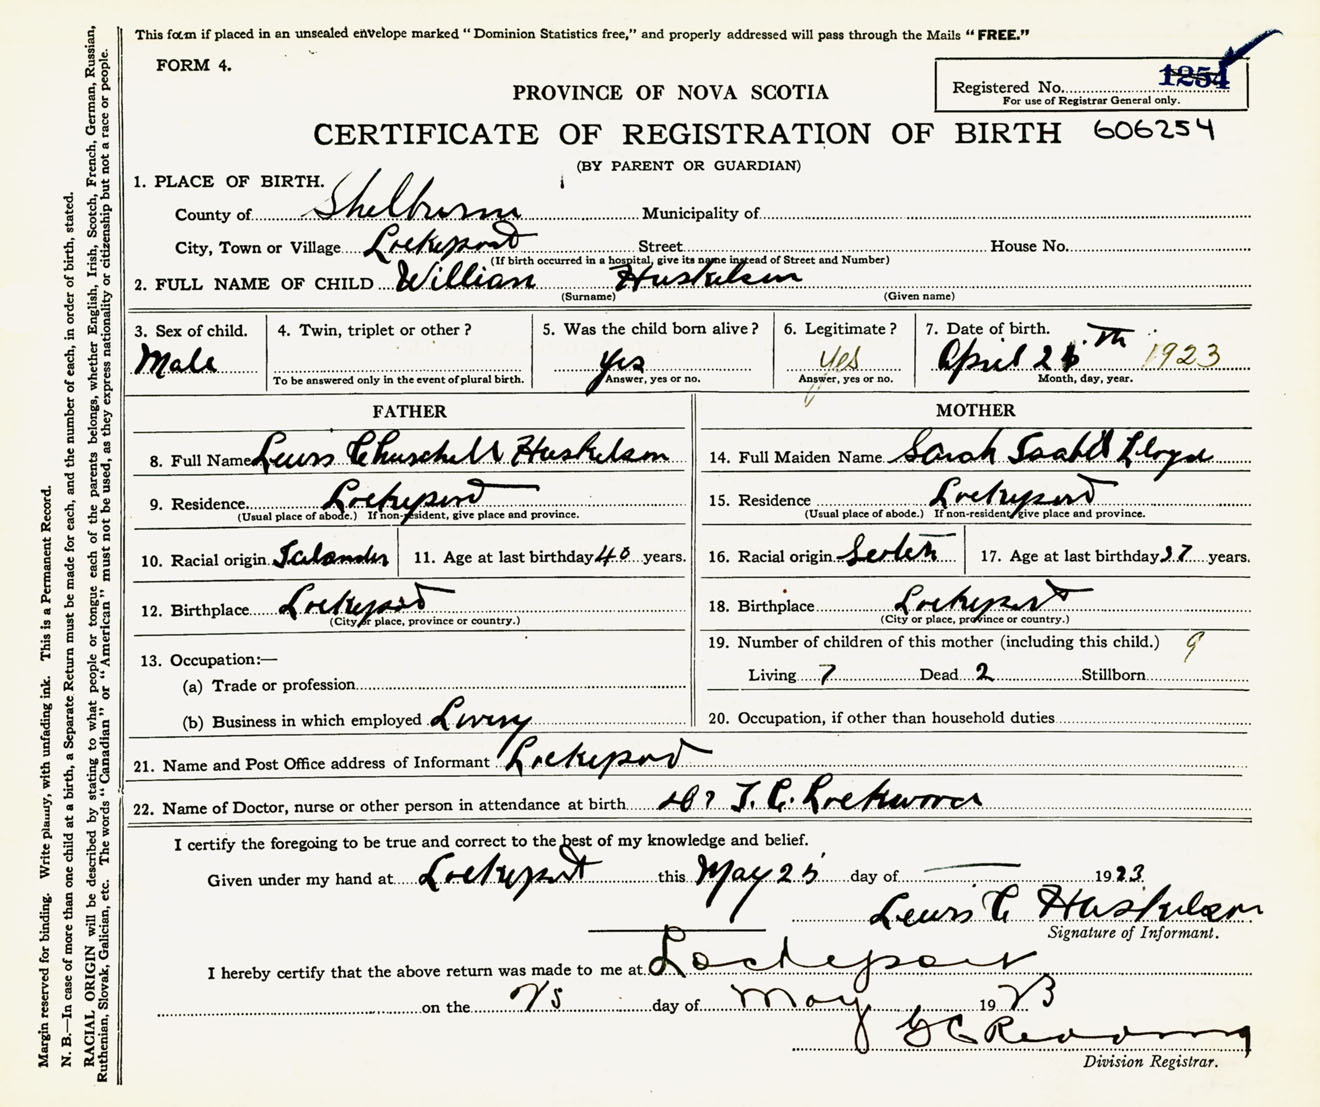 This form if placed in an unsealed envelope marked “ Dominion Statistics free,” and properly addressed will pass through the Mails “ FREE.”
FORM 4.
Registered No. 1254
For use of Registrar General only.
PROVINCE OF NOVA SCOTIA
CERTIFICATE OF REGISTRATION OF BIRTH 606254
(BY PARENT OR GUARDIAN)
1. PLACE OF BIRTH.
County of Shelburne Municipality of
City, Town or Village Lockeport Street House No.
(If birth occurred in a hospital, give its name instead of Street and Number)
2. FULL NAME OF CHILD William Huskelson
(Surname) (Given name)
3. Sex of child. 4. Twin, triplet or other ? 5. Was the child born alive ? 6. Legitimate ? 7. Date of birth.
Male Yes Yes April 26th 1923
To be answered only in the event of plural birth. Answer, yes or no. Answer, yes or no. Month, day, year.
FATHER MOTHER
8. Full Name Lewis Churchill Huskelson 14. Full Maiden Name Sarah Isabel Lloyd
9. Residence Lockeport 15. Residence Lockeport
(Usual place of abode.) If non-resident, give place and province. (Usual place of abode.) If non-resident, give place and province.
10. Racial origin 11. Age at last birthday 40 years. 16. Racial origin Scotch 17. Age at last birthday 37 years.
12. Birthplace Lockeport 18. Birthplace Lockeport
(City or place, province or country.) (City or place, province or country.)
19. Number of children of this mother (including this child.) 9
13. Occupation:—
(a) Trade or profession Living 7 Dead 2 Stillborn
(b) Business in which employed Livery 20. Occupation, if other than household duties
21. Name and Post Office address of Informant Lockeport
22. Name of Doctor, nurse or other person in attendance at birth Dr J. C. Lockwood
I certify the foregoing to be true and correct to the best of my knowledge and belief.
Given under my hand at Lockeport this May 25 day of 1923
Lewis C Huskelson
Signature of Informant.
I hereby certify that the above return was made to me at Lockeport
on the 25 day of May 1923
G C Redding
Division Registrar.
Margin reserved for binding. Write plainly, with unfading ink. This is a Permanent Record.
N. B.—In case of more than one child at a birth, a Separate Return must be made for each, and the number of each, in order of birth, stated.
RACIAL ORIGIN will be described by stating to what people or tongue each of the parents belongs, whether English, Irish, Scotch, French, German, Russian,
Ruthenian, Slovak, Galician, etc. The words “ Canadian ” or “ American ” must not be used, as they express nationality or citizenship but not a race or people.